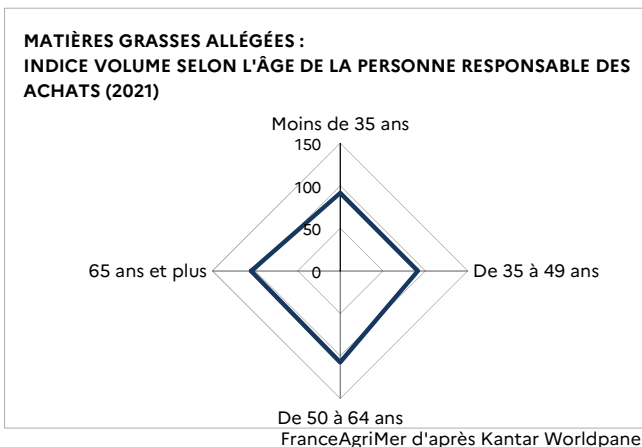 MATIÈRES GRASSES ALLÉGÉES :
INDICE VOLUME SELON L'ÂGE DE LA PERSONNE RESPONSABLE DES
ACHATS (2021)
Moins de 35 ans
150
100
50
0
65 ans et plus
De 35 à 49 ans
De 50 à 64 ans
FranceAgriMer d'après Kantar Worldpane